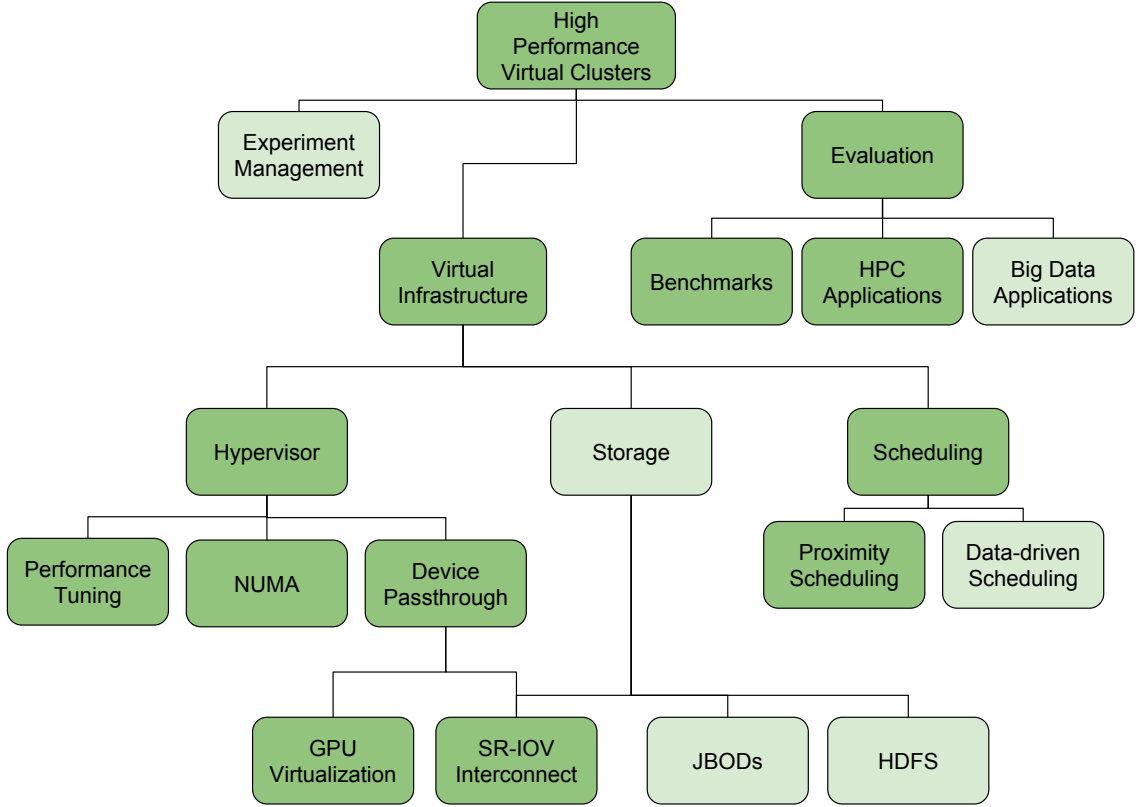 High
Performance
Virtual Clusters
Experiment
Management
Evaluation
Virtual
Infrastructure
Benchmarks
HPC
Applications
Big Data
Applications
Hypervisor
Storage
Scheduling
Performance
Tuning
NUMA
Device
Passthrough
Proximity
Scheduling
Data-driven
Scheduling
GPU
Virtualization
SR-IOV
Interconnect
JBODs
HDFS